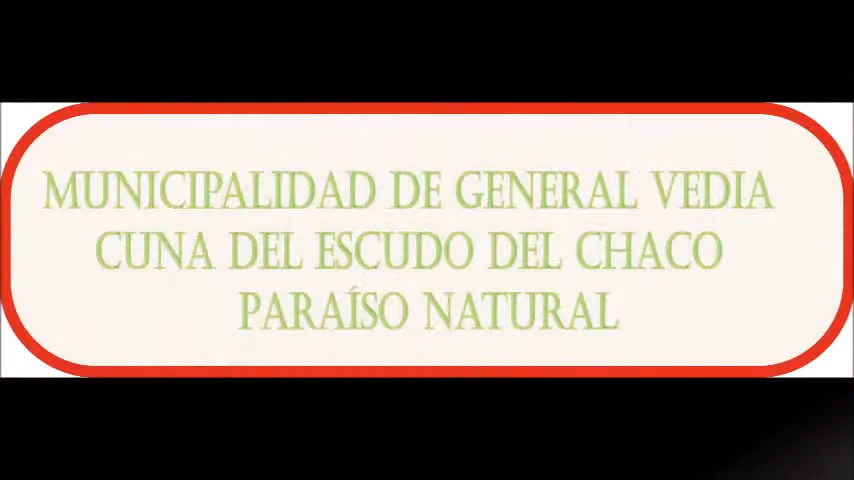 MUNICIPALIDAD DE GENERAL VEDIA
CUNA DEL ESCUDO DEL CHACO
PARAÍSO NATURAL